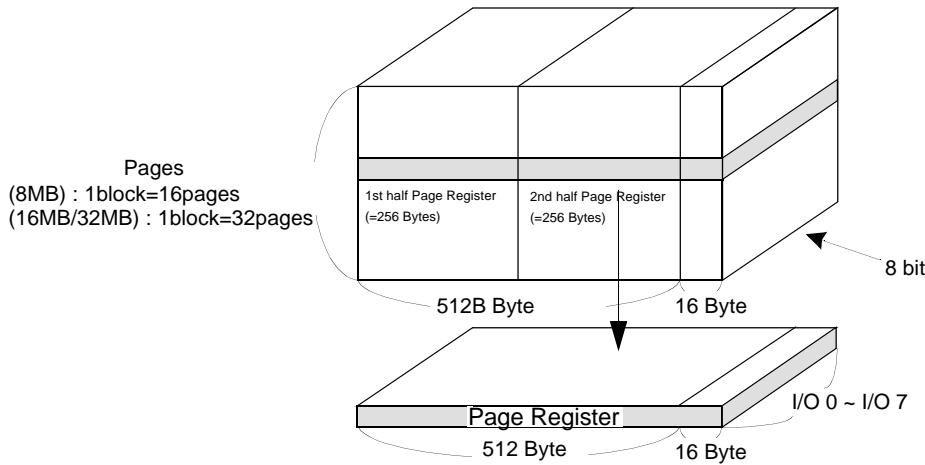 Pages
(8MB) : 1block=16pages
(16MB/32MB) : 1block=32pages
1st half Page Register
(=256 Bytes)
2nd half Page Register
(=256 Bytes)
8 bit
512B Byte
16 Byte
I/O 0 ~ I/O 7
Page Register
512 Byte
16 Byte